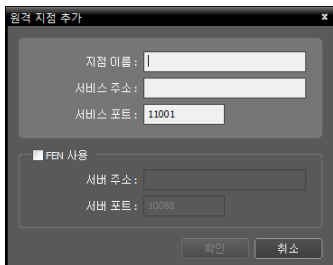 원격 지점 추가
x
지점 이름 :
서비스 주소 :
서비스 포트 : 11001
FEN 사용
서버 주소 :
서버 포트 : 10088
확인 취소